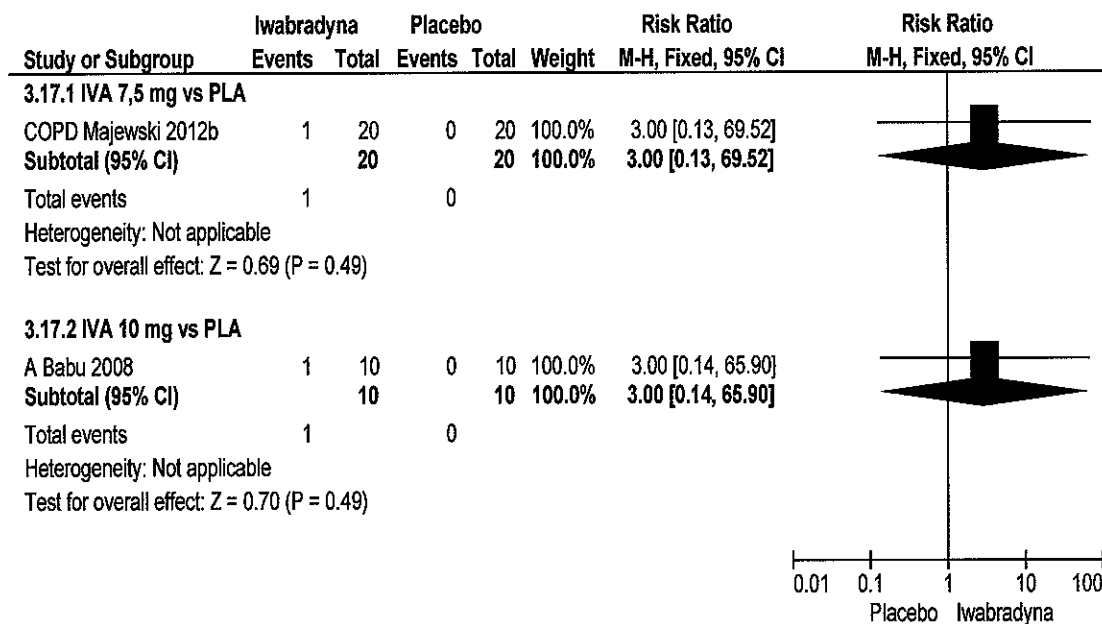 Iwabradyna Placebo Risk Ratio Risk Ratio
Study or Subgroup Events Total Events Total Weight M-H, Fixed, 95% CI M-H, Fixed, 95% CI
3.17.1 IVA 7,5 mg vs PLA
COPD Majewski 2012b 1 20 0 20 100.0% 3.00 [0.13, 69.52]
Subtotal (95% CI) 20 20 100.0% 3.00 [0.13, 69.52]
Total events 1 0
Heterogeneity: Not applicable
Test for overall effect: Z = 0.69 (P = 0.49)
3.17.2 IVA 10 mg vs PLA
A Babu 2008 1 10 0 10 100.0% 3.00 [0.14, 65.90]
Subtotal (95% CI) 10 10 100.0% 3.00 [0.14, 65.90]
Total events 1 0
Heterogeneity: Not applicable
Test for overall effect: Z = 0.70 (P = 0.49)
0.01 0.1 1 10 100
Placebo Iwabradyna